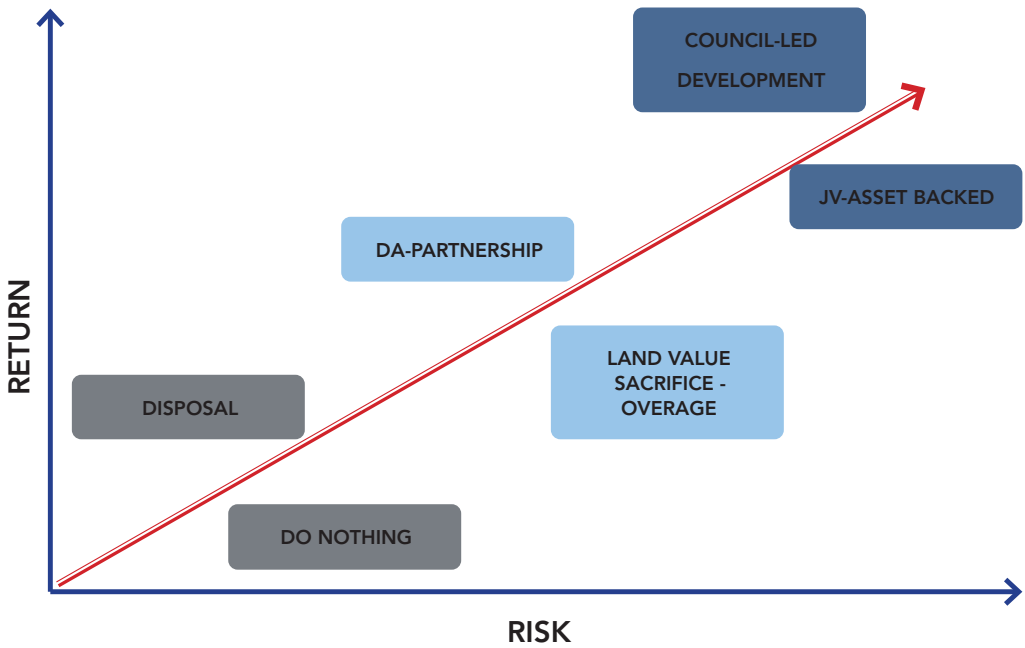 COUNCIL-LED
DEVELOPMENT
JV-ASSET BACKED
DA-PARTNERSHIP
LAND VALUE
SACRIFICE -
OVERAGE
DISPOSAL
DO NOTHING
RETURN
RISK